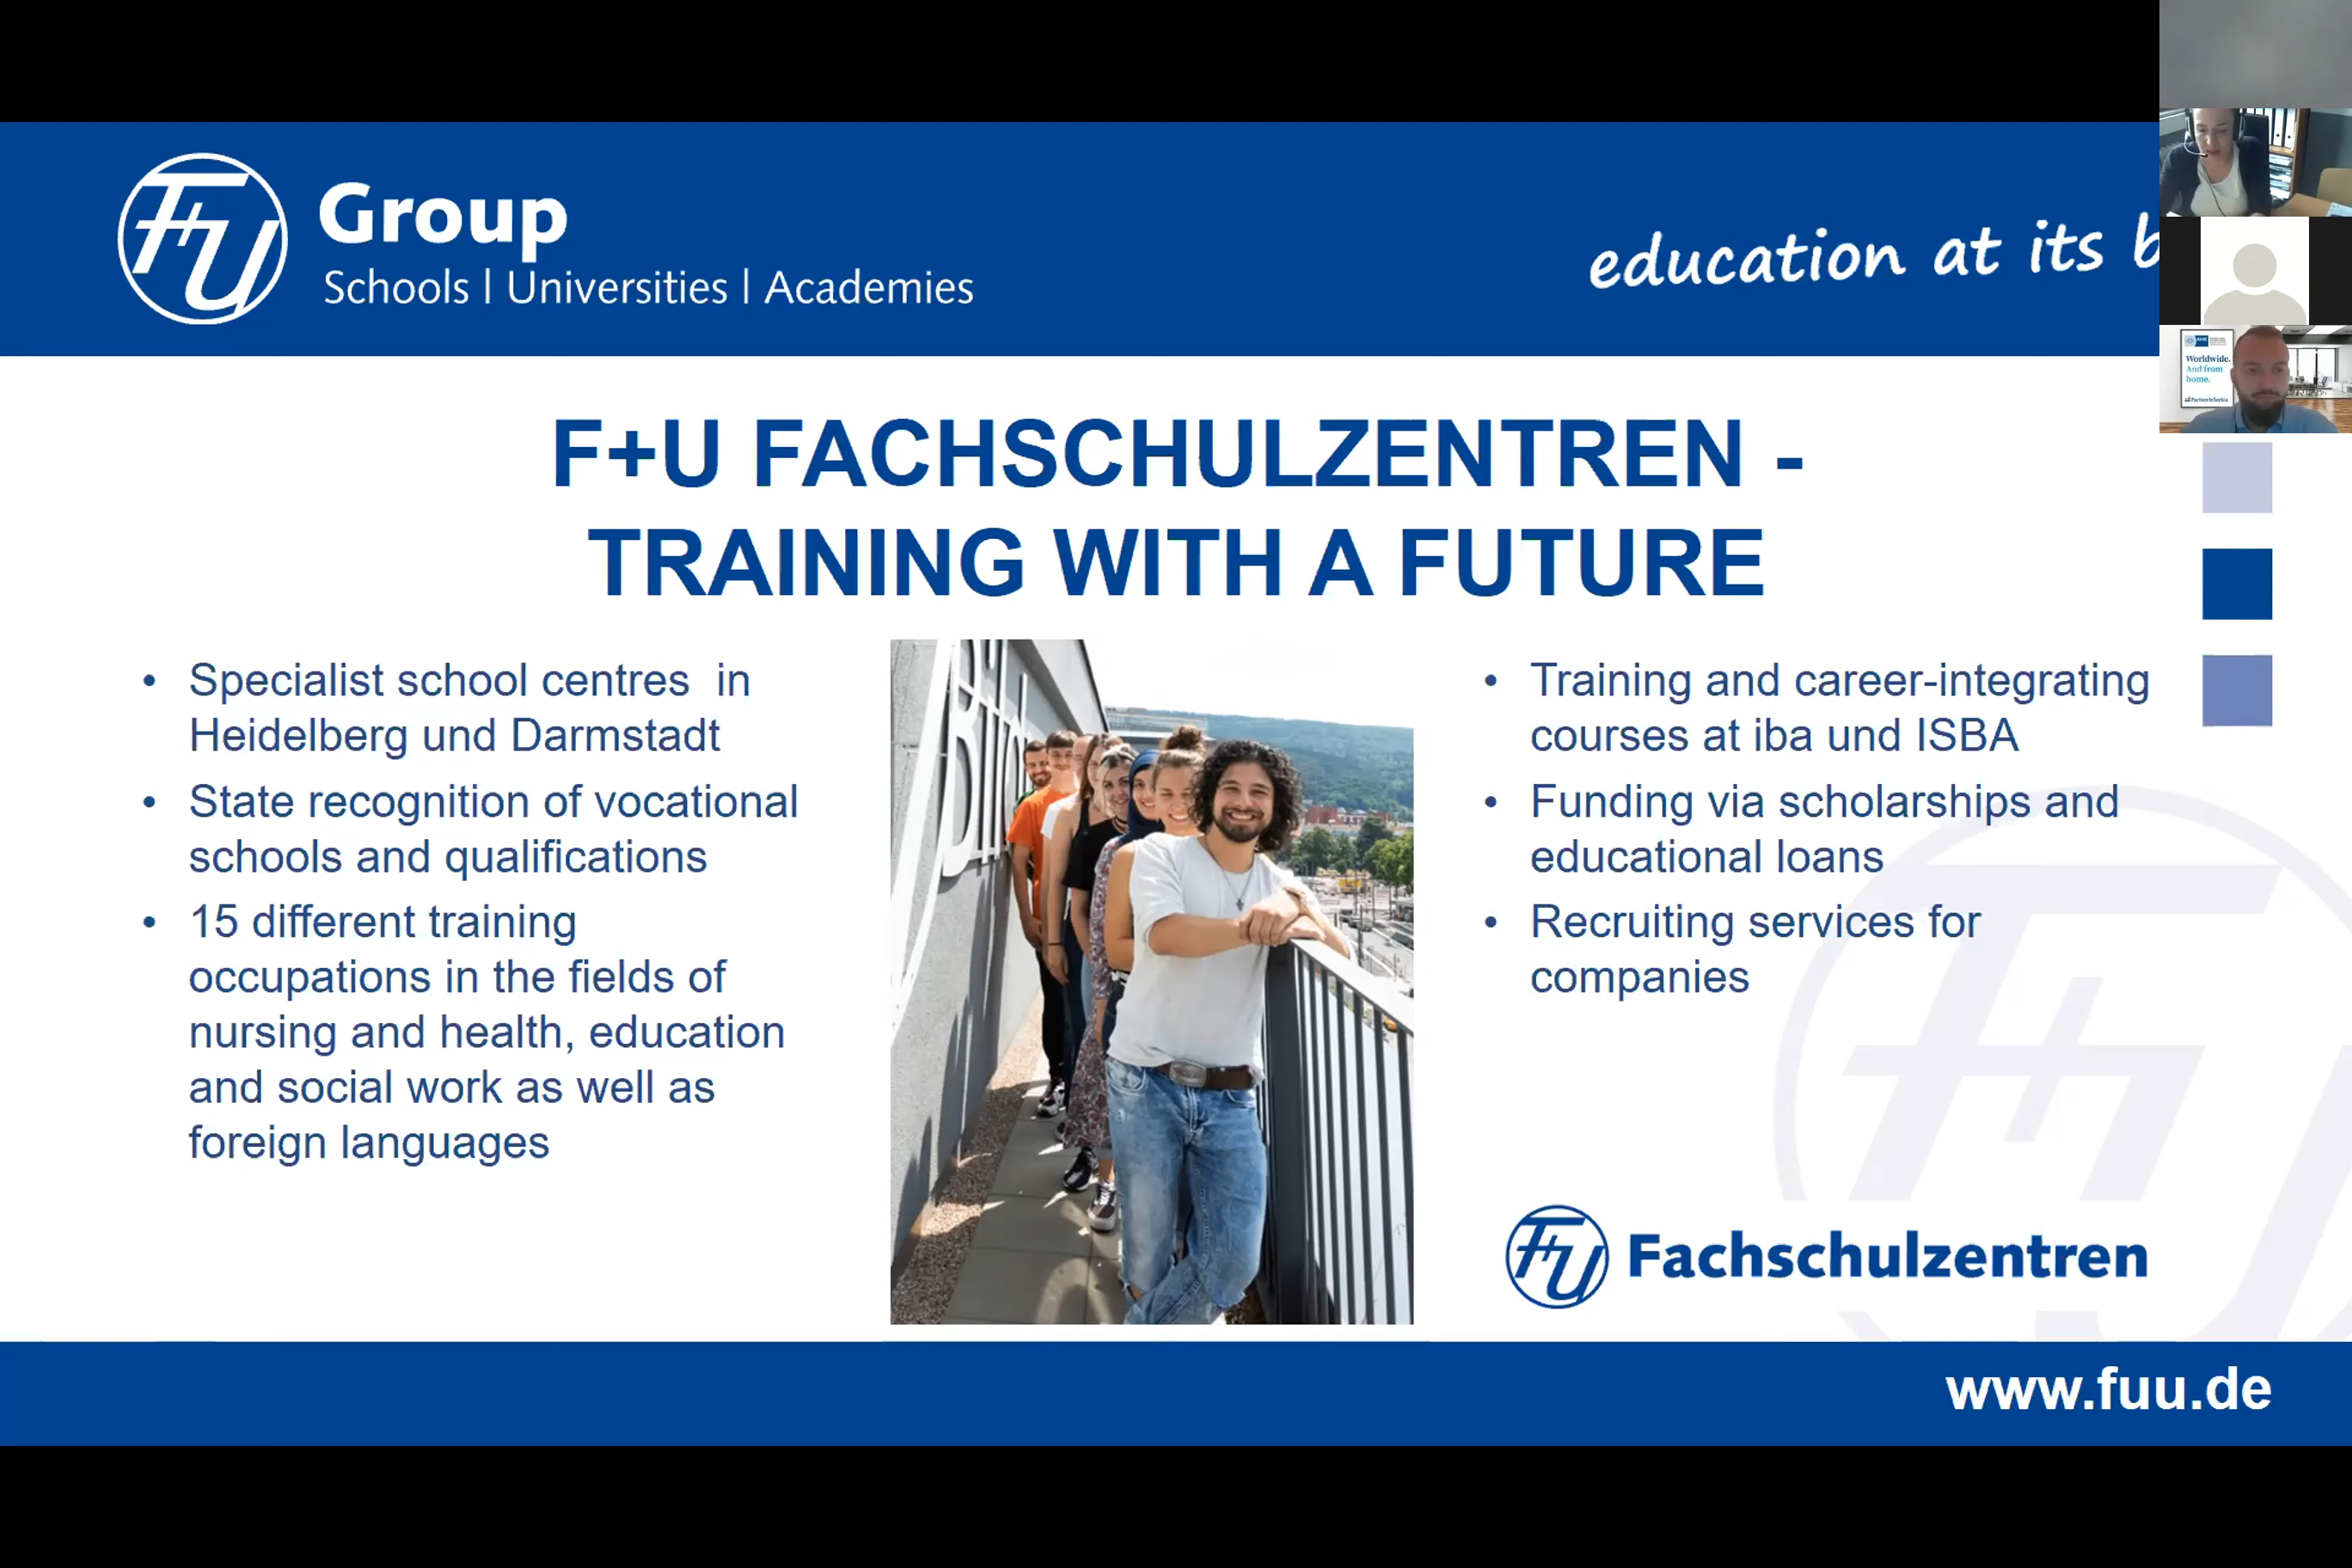 F+U Group
Schools | Universities | Academies
education at its b
Worldwide.
And from
home.
F+U FACHSCHULZENTREN -
TRAINING WITH A FUTURE
• Specialist school centres in
Heidelberg und Darmstadt
• State recognition of vocational
schools and qualifications
• 15 different training
occupations in the fields of
nursing and health, education
and social work as well as
foreign languages
Bil
• Training and career-integrating
courses at iba und ISBA
• Funding via scholarships and
educational loans
• Recruiting services for
companies
F+U Fachschulzentren
www.fuu.de